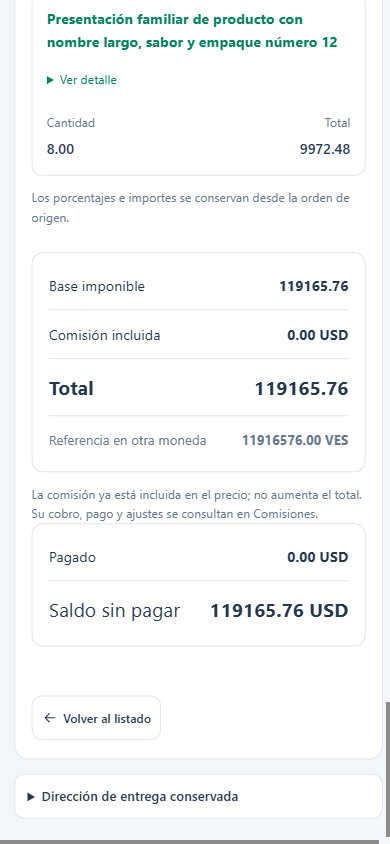 Presentación familiar de producto con
nombre largo, sabor y empaque número 12
▶ Ver detalle
Cantidad Total
8.00 9972.48
Los porcentajes e importes se conservan desde la orden de
origen.
Base imponible 119165.76
Comisión incluida 0.00 USD
Total 119165.76
Referencia en otra moneda 11916576.00 VES
La comisión ya está incluida en el precio; no aumenta el total.
Su cobro, pago y ajustes se consultan en Comisiones.
Pagado 0.00 USD
Saldo sin pagar 119165.76 USD
← Volver al listado
▶ Dirección de entrega conservada